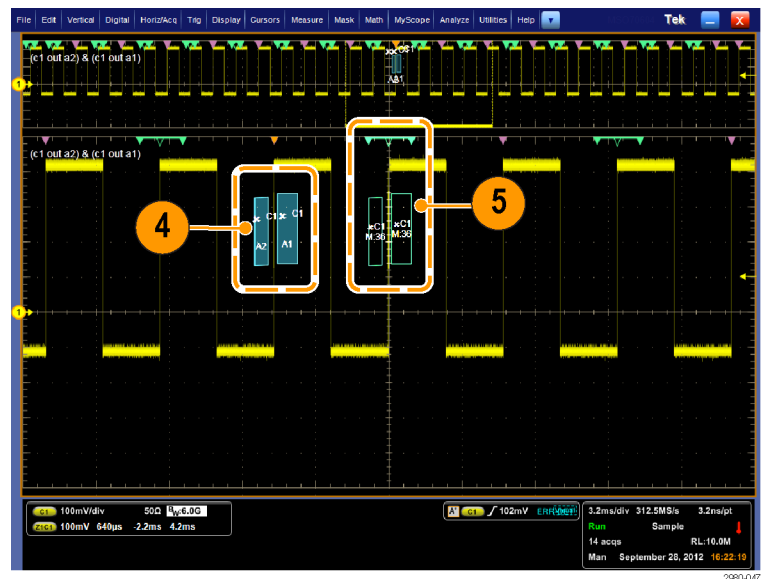 File Edit Vertical Digital Horiz/Acq Trig Display Cursors Measure Mask Math MyScope Analyze Utilities Help Tek X
(c1 out a2) & (c1 out a1)
AB1
1
(c1 out a2) & (c1 out a1)
4
5
C1 C1
A2 A1
C1 C1
M:36 M:36
1
C1 100mV/div 50Ω BW:6.0G
Z1C1 100mV 640µs -2.2ms 4.2ms
A' C1 102mV
3.2ms/div 312.5MS/s 3.2ns/pt
Run Sample
14 acqs RL:10.0M
Man September 28, 2012 16:22:19
2980-047